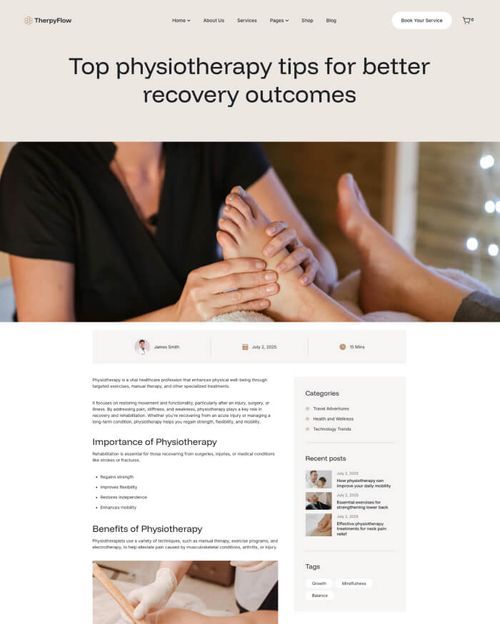 TherpyFlow
Home
About Us
Services
Pages
Shop
Blog
Book Your Service
0
Top physiotherapy tips for better
recovery outcomes
James Smith
July 2, 2025
15 Mins
Physiotherapy is a vital healthcare profession that enhances physical well-being through
targeted exercises, manual therapy, and other specialized treatments.
It focuses on restoring movement and functionality, particularly after an injury, surgery, or
illness. By addressing pain, stiffness, and weakness, physiotherapy plays a key role in
recovery and rehabilitation. Whether you're recovering from an acute injury or managing a
long-term condition, physiotherapy helps you regain strength, flexibility, and mobility.
Importance of Physiotherapy
Rehabilitation is essential for those recovering from surgeries, injuries, or medical conditions
like strokes or fractures.
Regains strength
Improves flexibility
Restores independence
Enhances mobility
Benefits of Physiotherapy
Physiotherapists use a variety of techniques, such as manual therapy, exercise programs, and
electrotherapy, to help alleviate pain caused by musculoskeletal conditions, arthritis, or injury.
Categories
Travel Adventures
Health and Wellness
Technology Trends
Recent posts
July 2, 2025
How physiotherapy can
improve your daily mobility
July 2, 2025
Essential exercises for
strengthening lower back
July 2, 2025
Effective physiotherapy
treatments for neck pain
relief
Tags
Growth
Mindfulness
Balance